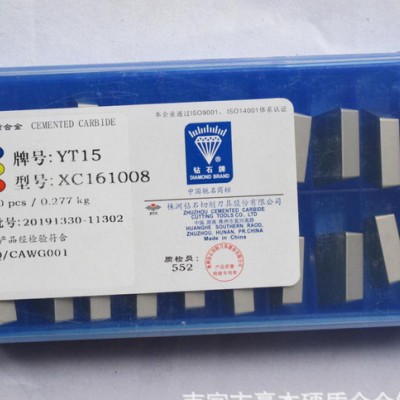 本企业通过ISO9001、ISO14001体系认证
合金 CEMENTED CARBIDE
牌号:YT15
型号:XC161008
0 pcs / 0.277 kg
批号:20191330-11302
产品经检验符合
Q/CAWG001
质检员:
552
钻石牌
DIAMOND BRAND
中国驰名商标
株洲钻石切削刀具股份有限公司
ZHUZHOU CEMENTED CARBIDE
CUTTING TOOLS CO., LTD
HUANGHE SOUTHERN RAOD,
ZHUZHOU, HUNAN, PR.CHINA